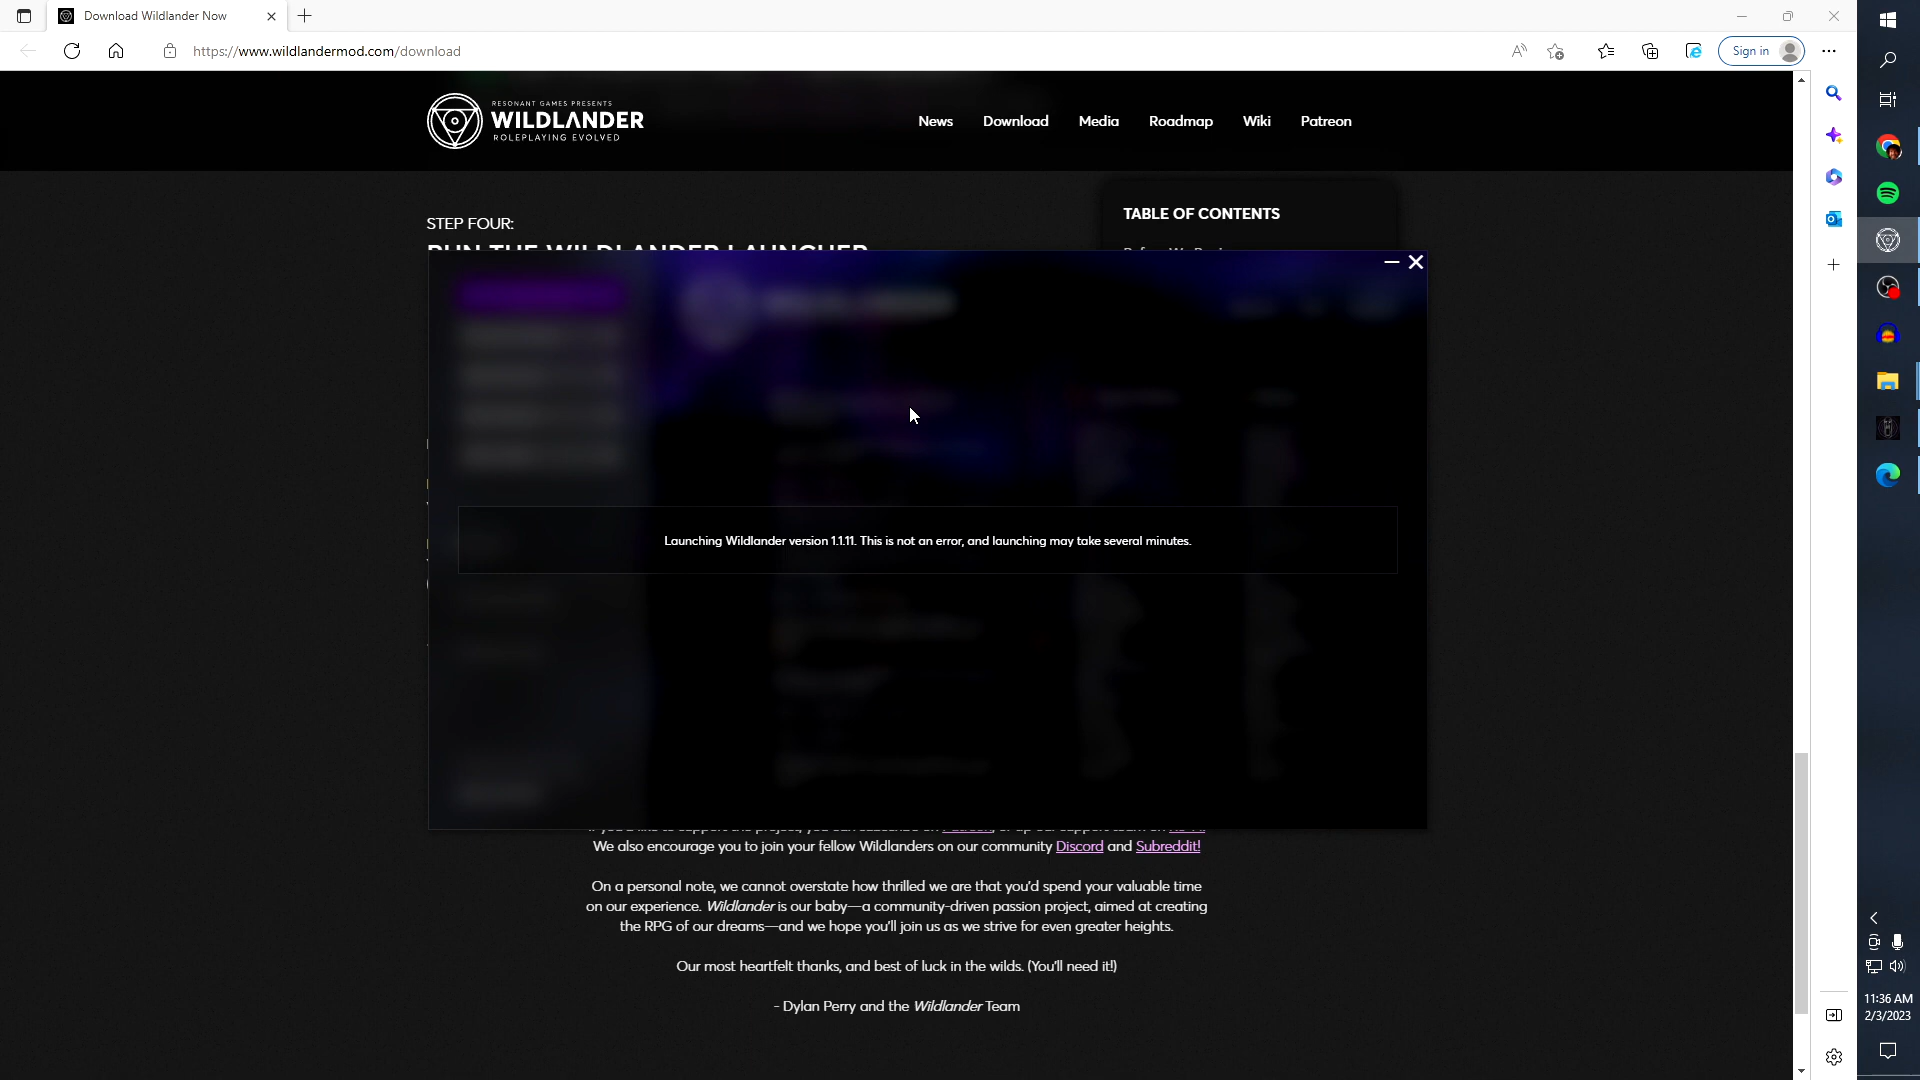 Download Wildlander Now
https://www.wildlandermod.com/download
Sign in
RESONANT GAMES PRESENTS
WILDLANDER
ROLEPLAYING EVOLVED
News
Download
Media
Roadmap
Wiki
Patreon
STEP FOUR:
RUN THE WILDLANDER LAUNCHER
TABLE OF CONTENTS
Launching Wildlander version 1.1.11. This is not an error, and launching may take several minutes.
We also encourage you to join your fellow Wildlanders on our community Discord and Subreddit!
On a personal note, we cannot overstate how thrilled we are that you'd spend your valuable time
on our experience. Wildlander is our baby—a community-driven passion project, aimed at creating
the RPG of our dreams—and we hope you'll join us as we strive for even greater heights.
Our most heartfelt thanks, and best of luck in the wilds. (You'll need it!)
- Dylan Perry and the Wildlander Team
11:36 AM
2/3/2023